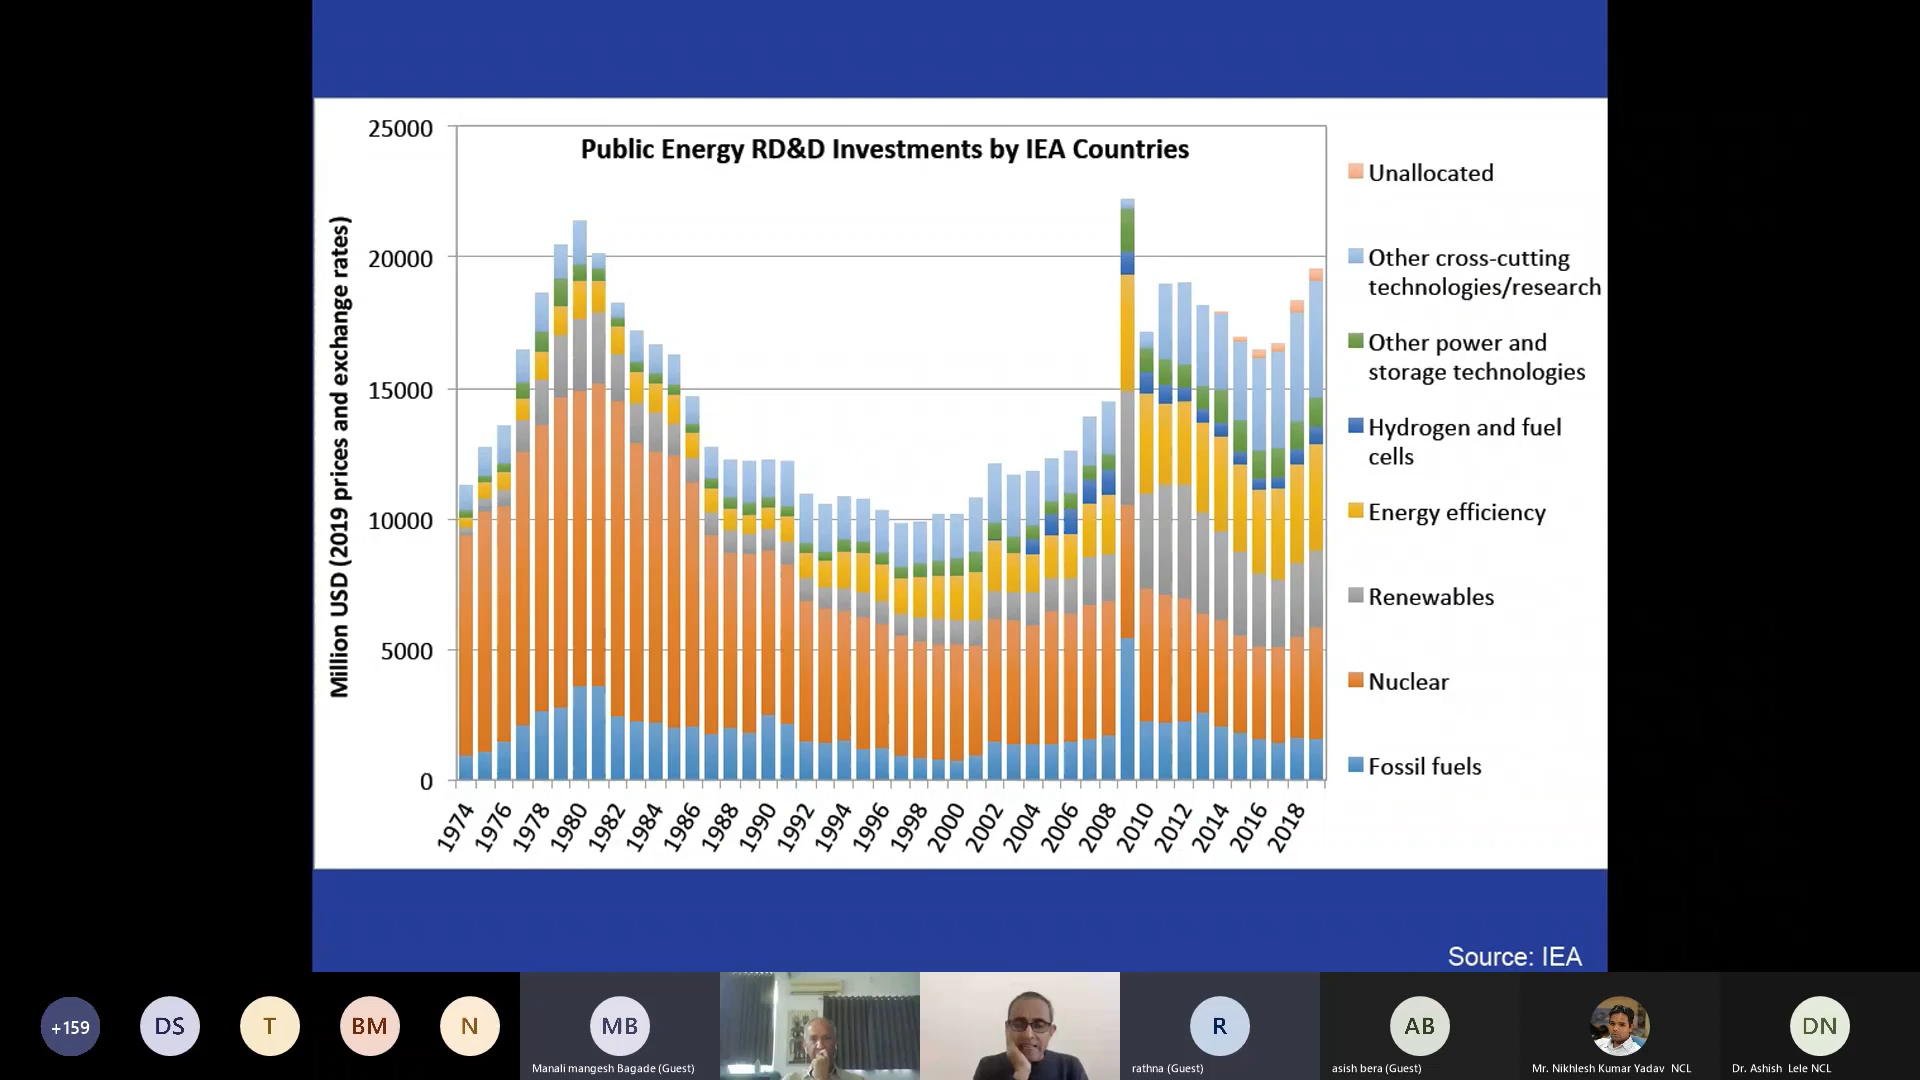 Public Energy RD&D Investments by IEA Countries
Million USD (2019 prices and exchange rates)
25000
20000
15000
10000
5000
0
1974
1976
1978
1980
1982
1984
1986
1988
1990
1992
1994
1996
1998
2000
2002
2004
2006
2008
2010
2012
2014
2016
2018
Unallocated
Other cross-cutting
technologies/research
Other power and
storage technologies
Hydrogen and fuel
cells
Energy efficiency
Renewables
Nuclear
Fossil fuels
Source: IEA
+159
DS
T
BM
N
MB
Manali mangesh Bagade (Guest)
R
rathna (Guest)
AB
asish bera (Guest)
Mr. Nikhlesh Kumar Yadav NCL
DN
Dr. Ashish Lele NCL